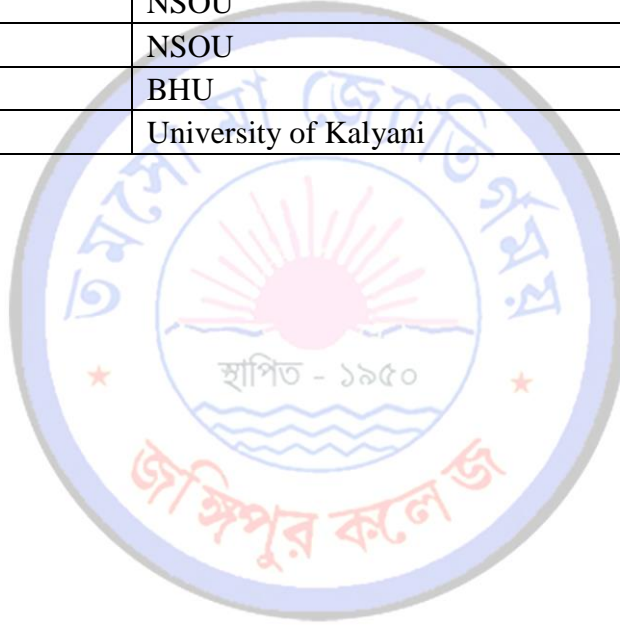 NSOU
NSOU
BHU
University of Kalyani
তমসো মা জ্যোতির্গময়
স্থাপিত - ১৯৫০
জঙ্গিপুর কলেজ